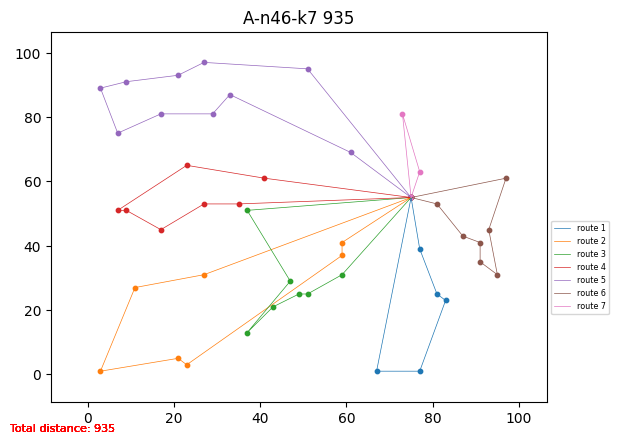 A-n46-k7 935
100
80
60
40
20
0
0 20 40 60 80 100
route 1
route 2
route 3
route 4
route 5
route 6
route 7
Total distance: 935